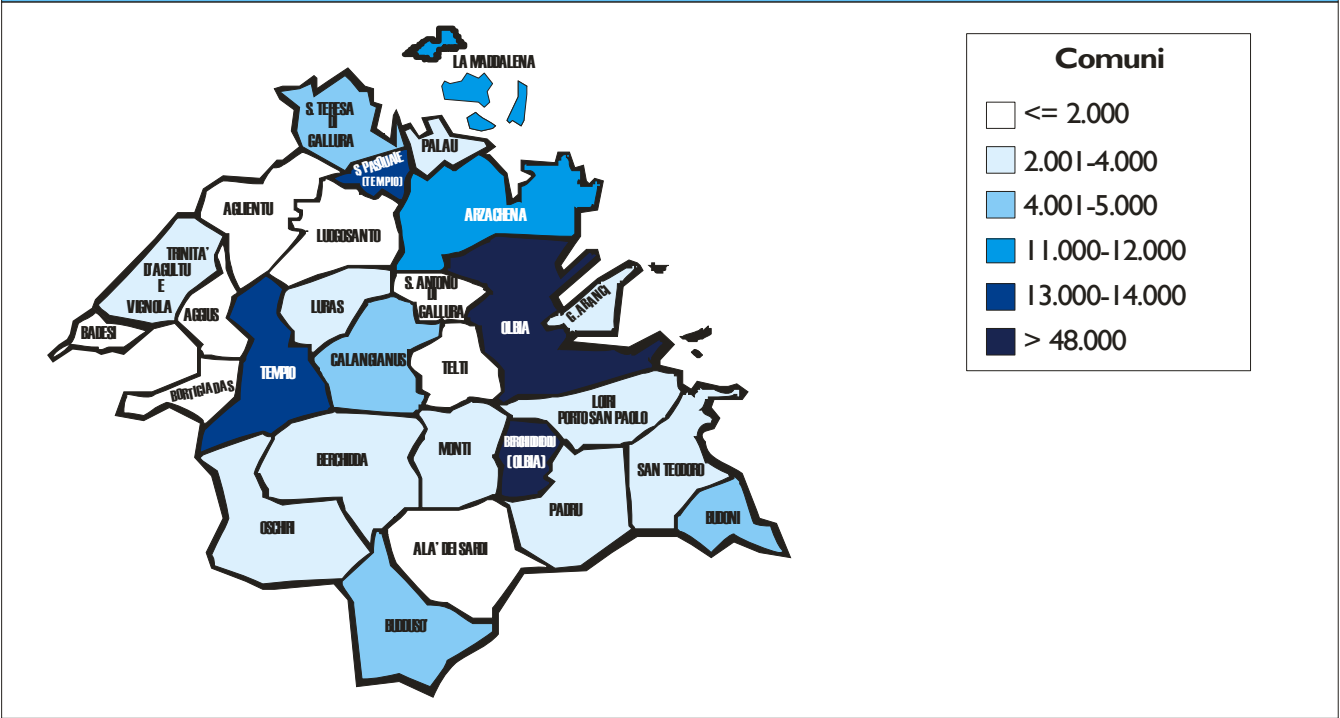 LA MADDALENA
S. TERESA
DI
GALLURA
PALAU
S. PASQUALE
(TEMPIO)
AGLIENTU
ARZACHENA
LUOGOSANTO
TRINITA'
D'AGULTU
E
VIGNOLA
S. ANTONIO
DI
GALLURA
G. ARANCI
LURAS
AGGIUS
BADESI
OLBIA
CALANGIANUS
TELTI
TEMPIO
BORTIGIADAS
LOIRI
PORTO SAN PAOLO
BERCHIDDEDDU
(OLBIA)
MONTI
BERCHIDDA
SAN TEODORO
PADRU
BUDONI
OSCHIRI
ALA' DEI SARDI
BUDDUSO'
Comuni
<= 2.000
2.001-4.000
4.001-5.000
11.000-12.000
13.000-14.000
> 48.000